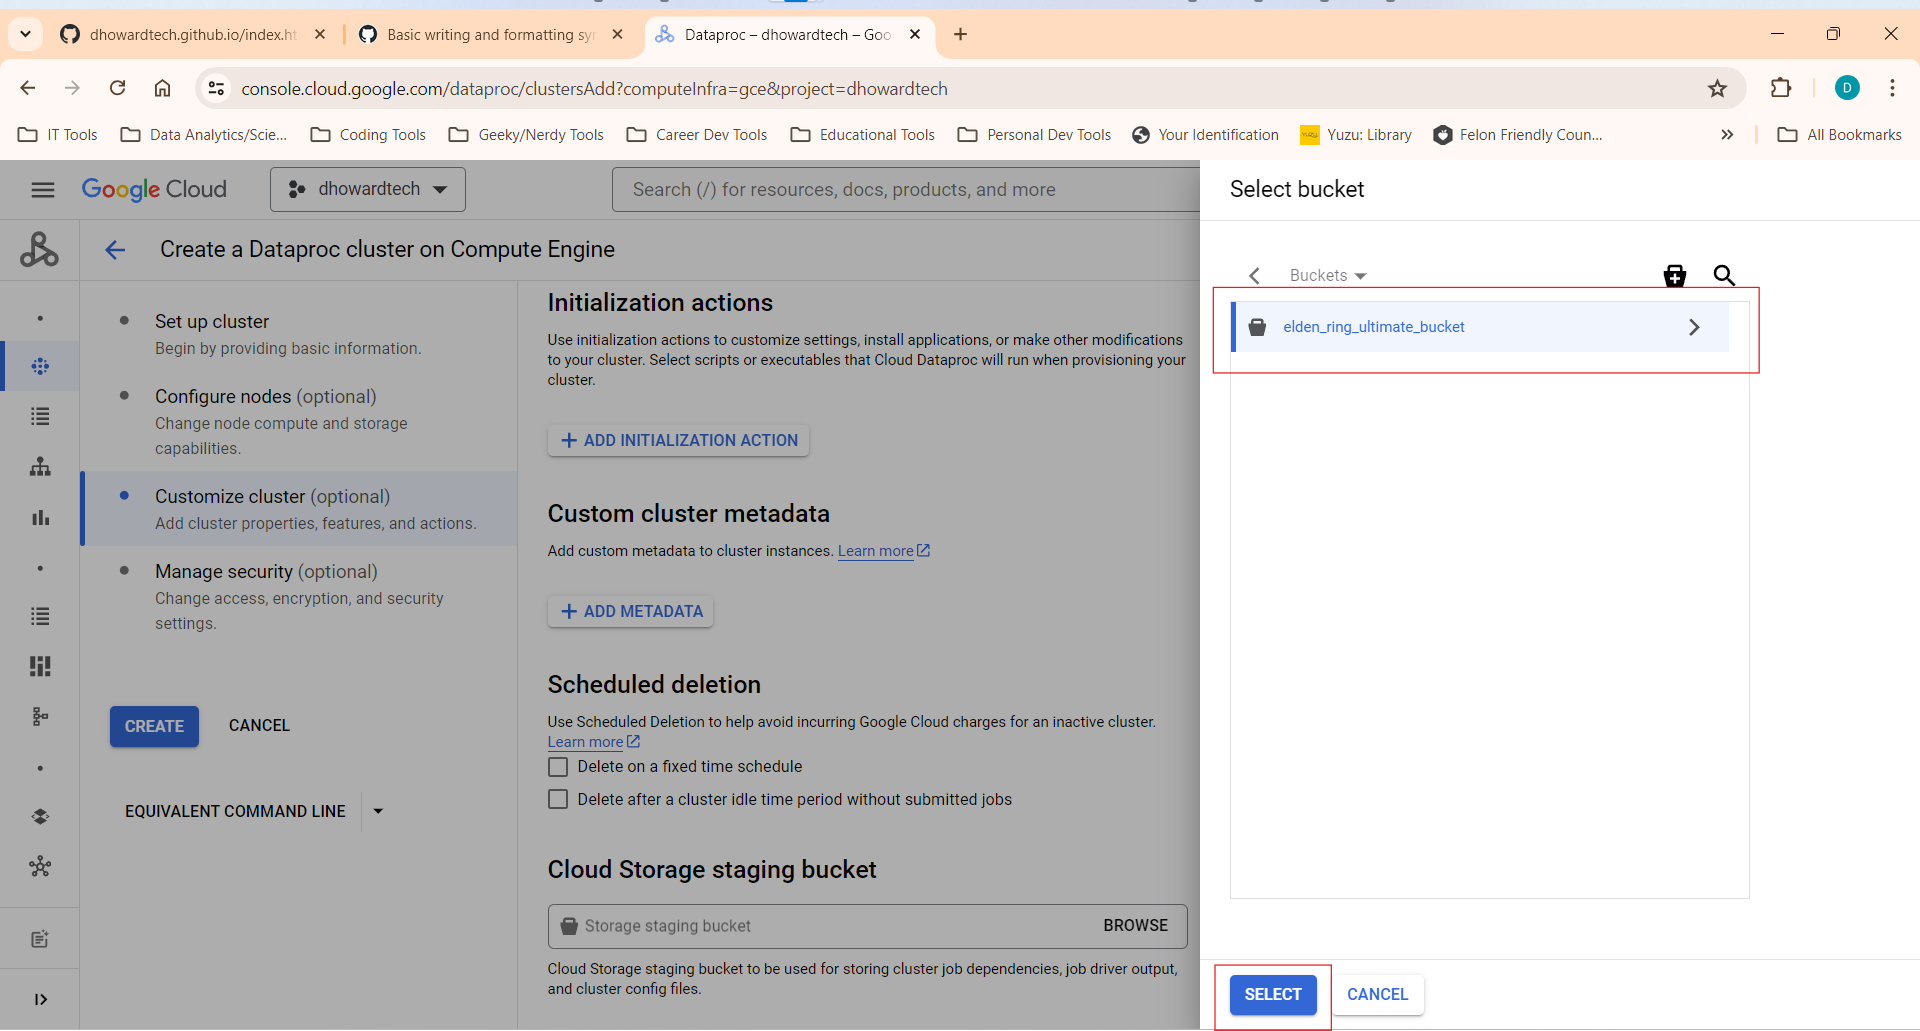 dhowardtech.github.io/index.ht
Basic writing and formatting syn
Dataproc – dhowardtech – Goo
console.cloud.google.com/dataproc/clustersAdd?computeInfra=gce&project=dhowardtech
D
IT Tools
Data Analytics/Scie...
Coding Tools
Geeky/Nerdy Tools
Career Dev Tools
Educational Tools
Personal Dev Tools
Your Identification
Yuzu: Library
Felon Friendly Coun...
All Bookmarks
Google Cloud
dhowardtech
Search (/) for resources, docs, products, and more
Create a Dataproc cluster on Compute Engine
Set up cluster
Begin by providing basic information.
Configure nodes (optional)
Change node compute and storage
capabilities.
Customize cluster (optional)
Add cluster properties, features, and actions.
Manage security (optional)
Change access, encryption, and security
settings.
CREATE
CANCEL
EQUIVALENT COMMAND LINE
Initialization actions
Use initialization actions to customize settings, install applications, or make other modifications
to your cluster. Select scripts or executables that Cloud Dataproc will run when provisioning your
cluster.
ADD INITIALIZATION ACTION
Custom cluster metadata
Add custom metadata to cluster instances. Learn more
ADD METADATA
Scheduled deletion
Use Scheduled Deletion to help avoid incurring Google Cloud charges for an inactive cluster.
Learn more
Delete on a fixed time schedule
Delete after a cluster idle time period without submitted jobs
Cloud Storage staging bucket
Storage staging bucket
BROWSE
Cloud Storage staging bucket to be used for storing cluster job dependencies, job driver output,
and cluster config files.
Select bucket
Buckets
elden_ring_ultimate_bucket
SELECT
CANCEL